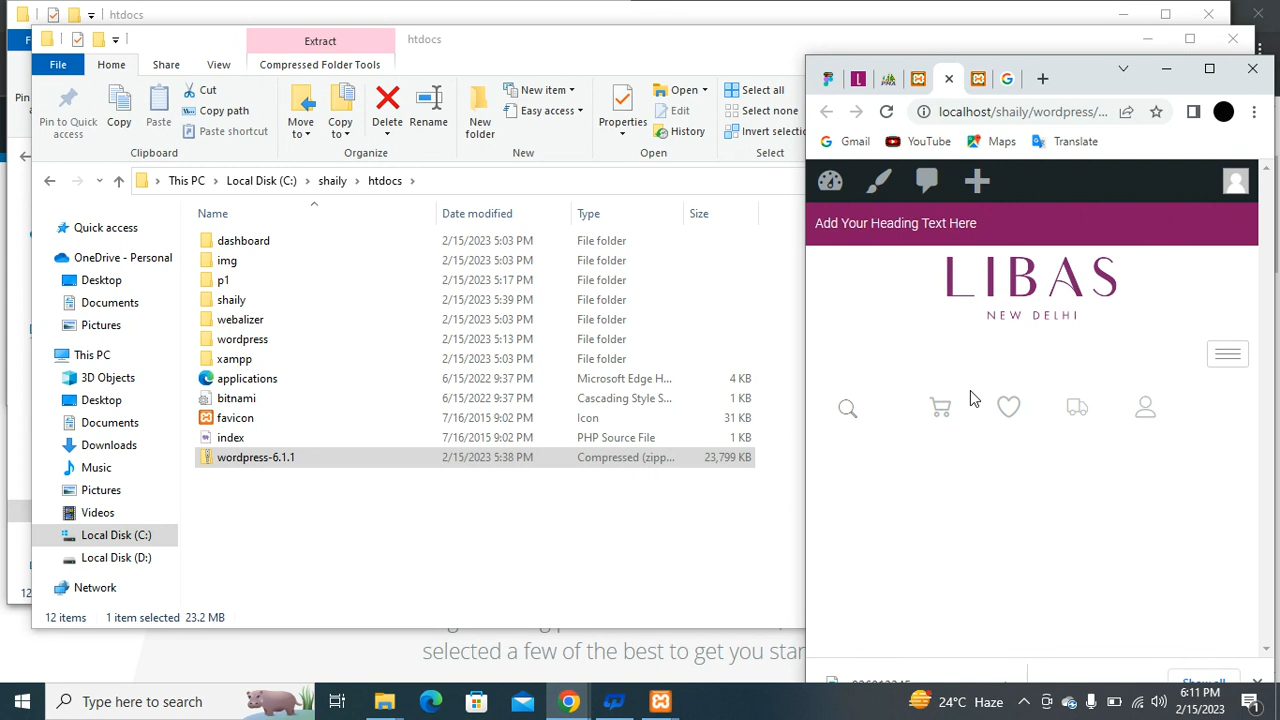 htdocs
Extract
htdocs
File
Home
Share
View
Compressed Folder Tools
Pin to Quick access
Copy
Paste
Cut
Copy path
Paste shortcut
Clipboard
Move to
Copy to
Delete
Rename
Organize
New folder
New item
Easy access
New
Properties
Open
Edit
History
Open
Select all
Select none
Invert selectio
Select
This PC
Local Disk (C:)
shaily
htdocs
Name
Date modified
Type
Size
dashboard 2/15/2023 5:03 PM File folder
img 2/15/2023 5:03 PM File folder
p1 2/15/2023 5:17 PM File folder
shaily 2/15/2023 5:39 PM File folder
webalizer 2/15/2023 5:03 PM File folder
wordpress 2/15/2023 5:13 PM File folder
xampp 2/15/2023 5:03 PM File folder
applications 6/15/2022 9:37 PM Microsoft Edge H... 4 KB
bitnami 6/15/2022 9:37 PM Cascading Style S... 1 KB
favicon 7/16/2015 9:02 PM Icon 31 KB
index 7/16/2015 9:02 PM PHP Source File 1 KB
wordpress-6.1.1 2/15/2023 5:38 PM Compressed (zipp... 23,799 KB
Quick access
OneDrive - Personal
Desktop
Documents
Pictures
This PC
3D Objects
Desktop
Documents
Downloads
Music
Pictures
Videos
Local Disk (C:)
Local Disk (D:)
Network
12 items
1 item selected 23.2 MB
selected a few of the best to get you star
localhost/shaily/wordpress/...
Gmail
YouTube
Maps
Translate
Add Your Heading Text Here
LIBAS
NEW DELHI
Type here to search
24°C Haze
6:11 PM
2/15/2023
1